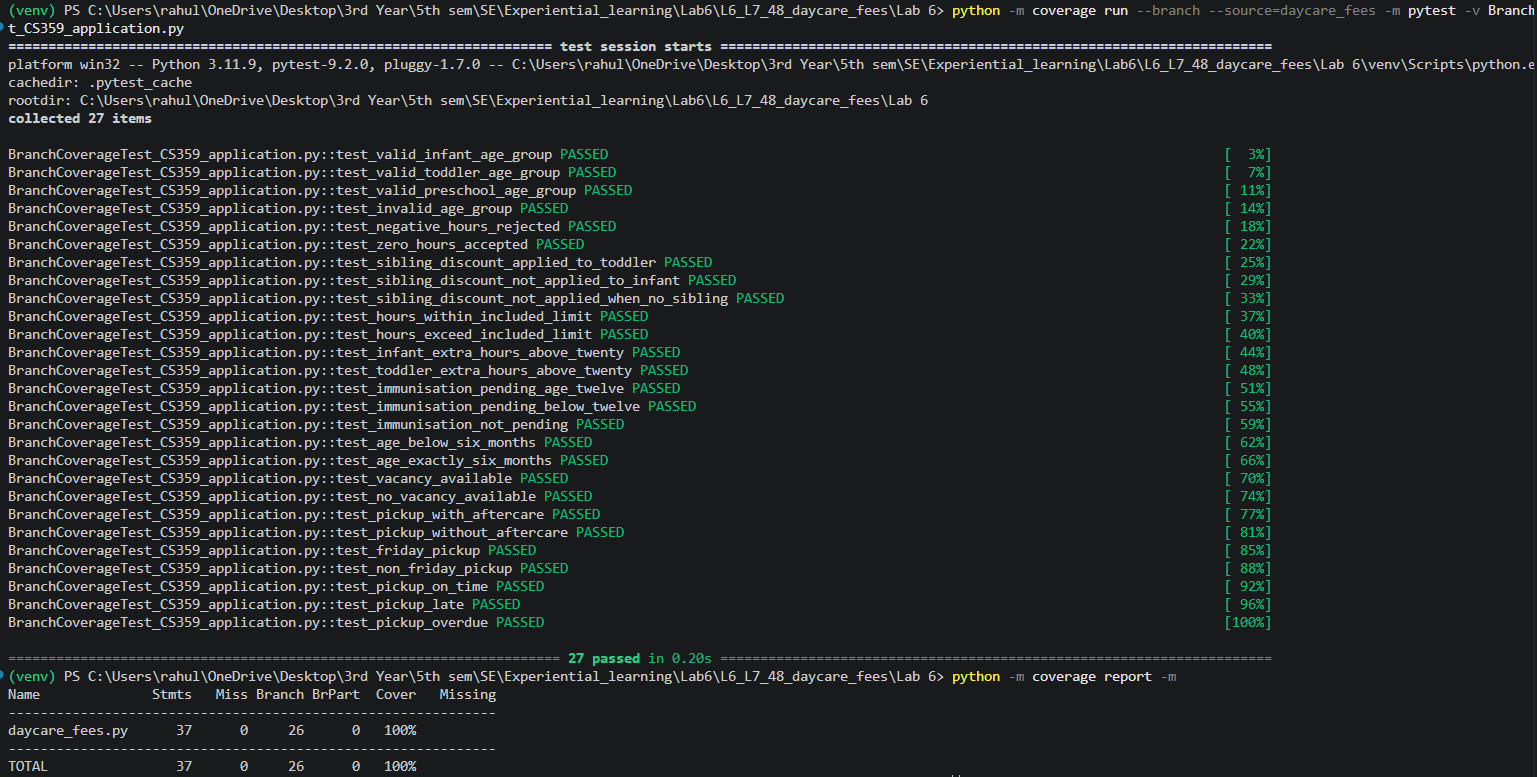 (venv) PS C:\Users\rahul\OneDrive\Desktop\3rd Year\5th sem\SE\Experiential_learning\Lab6\L6_L7_48_daycare_fees\Lab 6> python -m coverage run --branch --source=daycare_fees -m pytest -v Branch
t_CS359_application.py
==================================================================== test session starts =====================================================================
platform win32 -- Python 3.11.9, pytest-9.2.0, pluggy-1.7.0 -- C:\Users\rahul\OneDrive\Desktop\3rd Year\5th sem\SE\Experiential_learning\Lab6\L6_L7_48_daycare_fees\Lab 6\venv\Scripts\python.e
cachedir: .pytest_cache
rootdir: C:\Users\rahul\OneDrive\Desktop\3rd Year\5th sem\SE\Experiential_learning\Lab6\L6_L7_48_daycare_fees\Lab 6
collected 27 items
BranchCoverageTest_CS359_application.py::test_valid_infant_age_group PASSED [  3%]
BranchCoverageTest_CS359_application.py::test_valid_toddler_age_group PASSED [  7%]
BranchCoverageTest_CS359_application.py::test_valid_preschool_age_group PASSED [ 11%]
BranchCoverageTest_CS359_application.py::test_invalid_age_group PASSED [ 14%]
BranchCoverageTest_CS359_application.py::test_negative_hours_rejected PASSED [ 18%]
BranchCoverageTest_CS359_application.py::test_zero_hours_accepted PASSED [ 22%]
BranchCoverageTest_CS359_application.py::test_sibling_discount_applied_to_toddler PASSED [ 25%]
BranchCoverageTest_CS359_application.py::test_sibling_discount_not_applied_to_infant PASSED [ 29%]
BranchCoverageTest_CS359_application.py::test_sibling_discount_not_applied_when_no_sibling PASSED [ 33%]
BranchCoverageTest_CS359_application.py::test_hours_within_included_limit PASSED [ 37%]
BranchCoverageTest_CS359_application.py::test_hours_exceed_included_limit PASSED [ 40%]
BranchCoverageTest_CS359_application.py::test_infant_extra_hours_above_twenty PASSED [ 44%]
BranchCoverageTest_CS359_application.py::test_toddler_extra_hours_above_twenty PASSED [ 48%]
BranchCoverageTest_CS359_application.py::test_immunisation_pending_age_twelve PASSED [ 51%]
BranchCoverageTest_CS359_application.py::test_immunisation_pending_below_twelve PASSED [ 55%]
BranchCoverageTest_CS359_application.py::test_immunisation_not_pending PASSED [ 59%]
BranchCoverageTest_CS359_application.py::test_age_below_six_months PASSED [ 62%]
BranchCoverageTest_CS359_application.py::test_age_exactly_six_months PASSED [ 66%]
BranchCoverageTest_CS359_application.py::test_vacancy_available PASSED [ 70%]
BranchCoverageTest_CS359_application.py::test_no_vacancy_available PASSED [ 74%]
BranchCoverageTest_CS359_application.py::test_pickup_with_aftercare PASSED [ 77%]
BranchCoverageTest_CS359_application.py::test_pickup_without_aftercare PASSED [ 81%]
BranchCoverageTest_CS359_application.py::test_friday_pickup PASSED [ 85%]
BranchCoverageTest_CS359_application.py::test_non_friday_pickup PASSED [ 88%]
BranchCoverageTest_CS359_application.py::test_pickup_on_time PASSED [ 92%]
BranchCoverageTest_CS359_application.py::test_pickup_late PASSED [ 96%]
BranchCoverageTest_CS359_application.py::test_pickup_overdue PASSED [100%]
===================================================================== 27 passed in 0.20s =====================================================================
(venv) PS C:\Users\rahul\OneDrive\Desktop\3rd Year\5th sem\SE\Experiential_learning\Lab6\L6_L7_48_daycare_fees\Lab 6> python -m coverage report -m
Name Stmts Miss Branch BrPart Cover Missing
-------------------------------------------------------------
daycare_fees.py 37 0 26 0 100%
-------------------------------------------------------------
TOTAL 37 0 26 0 100%